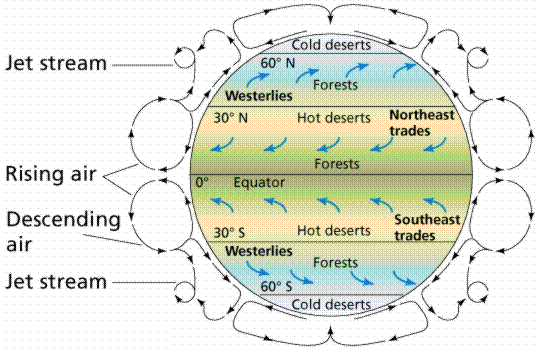 Cold deserts
60° N
Jet stream
Forests
Westerlies
30° N
Hot deserts
Northeast
trades
Forests
Rising air
0°
Equator
Descending
air
Southeast
trades
30° S
Hot deserts
Westerlies
Forests
Jet stream
60° S
Cold deserts